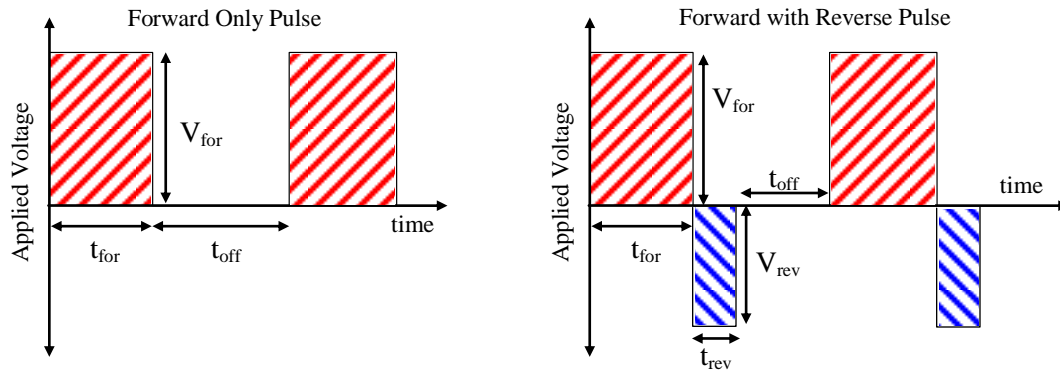 Forward Only Pulse
Applied Voltage
V_for
time
t_for
t_off
Forward with Reverse Pulse
Applied Voltage
V_for
t_off
time
t_for
V_rev
t_rev